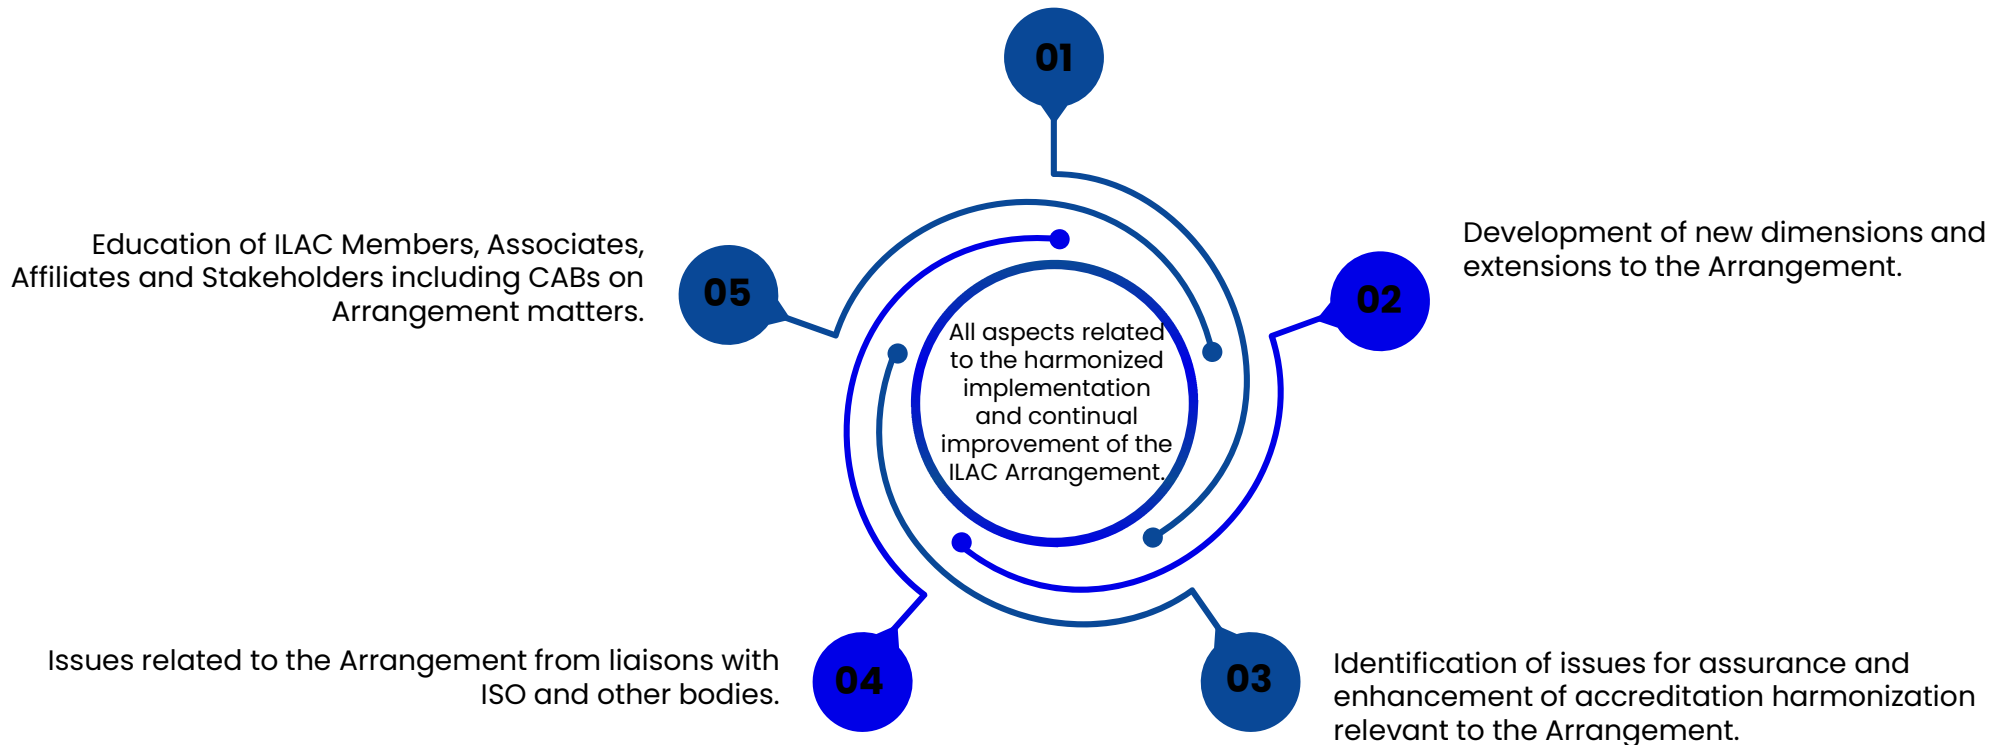 01
All aspects related
to the harmonized
implementation
and continual
improvement of the
ILAC Arrangement.
02
Development of new dimensions and
extensions to the Arrangement.
03
Identification of issues for assurance and
enhancement of accreditation harmonization
relevant to the Arrangement.
04
Issues related to the Arrangement from liaisons with
ISO and other bodies.
05
Education of ILAC Members, Associates,
Affiliates and Stakeholders including CABs on
Arrangement matters.